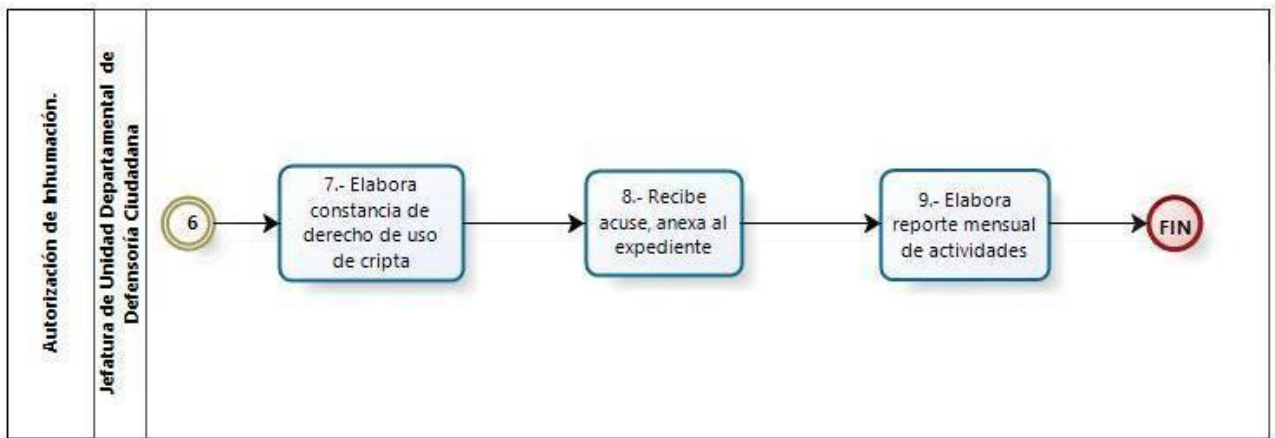 Autorización de Inhumación.
Jefatura de Unidad Departamental de
Defensoría Ciudadana
6
7.- Elabora
constancia de
derecho de uso
de cripta
8.- Recibe
acuse, anexa al
expediente
9.- Elabora
reporte mensual
de actividades
FIN